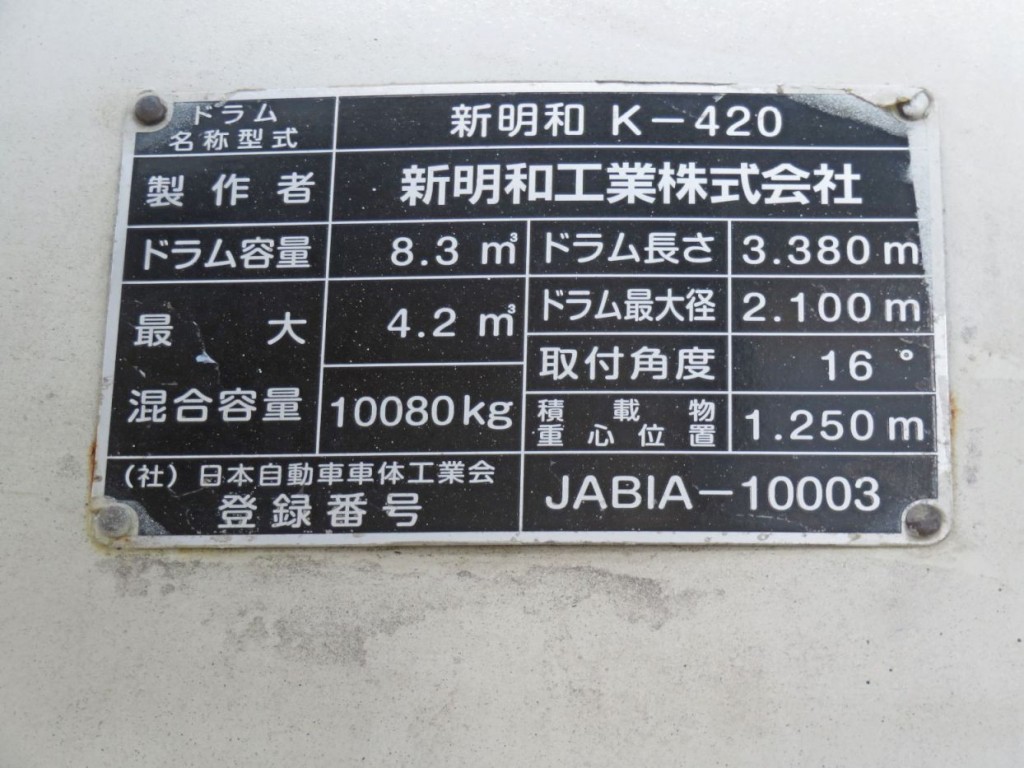 ドラム
名称型式
新明和 K-420
製作者
新明和工業株式会社
ドラム容量
8.3 m³
ドラム長さ
3.380 m
最大
混合容量
4.2 m³
10080kg
ドラム最大径
2.100 m
取付角度
16°
積載物
重心位置
1.250 m
(社)日本自動車車体工業会
登録番号
JABIA-10003